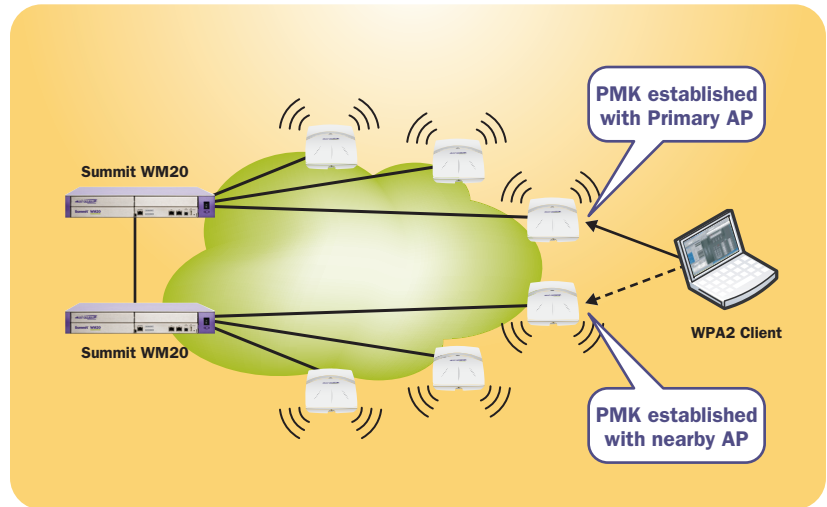 PMK established
with Primary AP
Summit WM20
WPA2 Client
Summit WM20
PMK established
with nearby AP